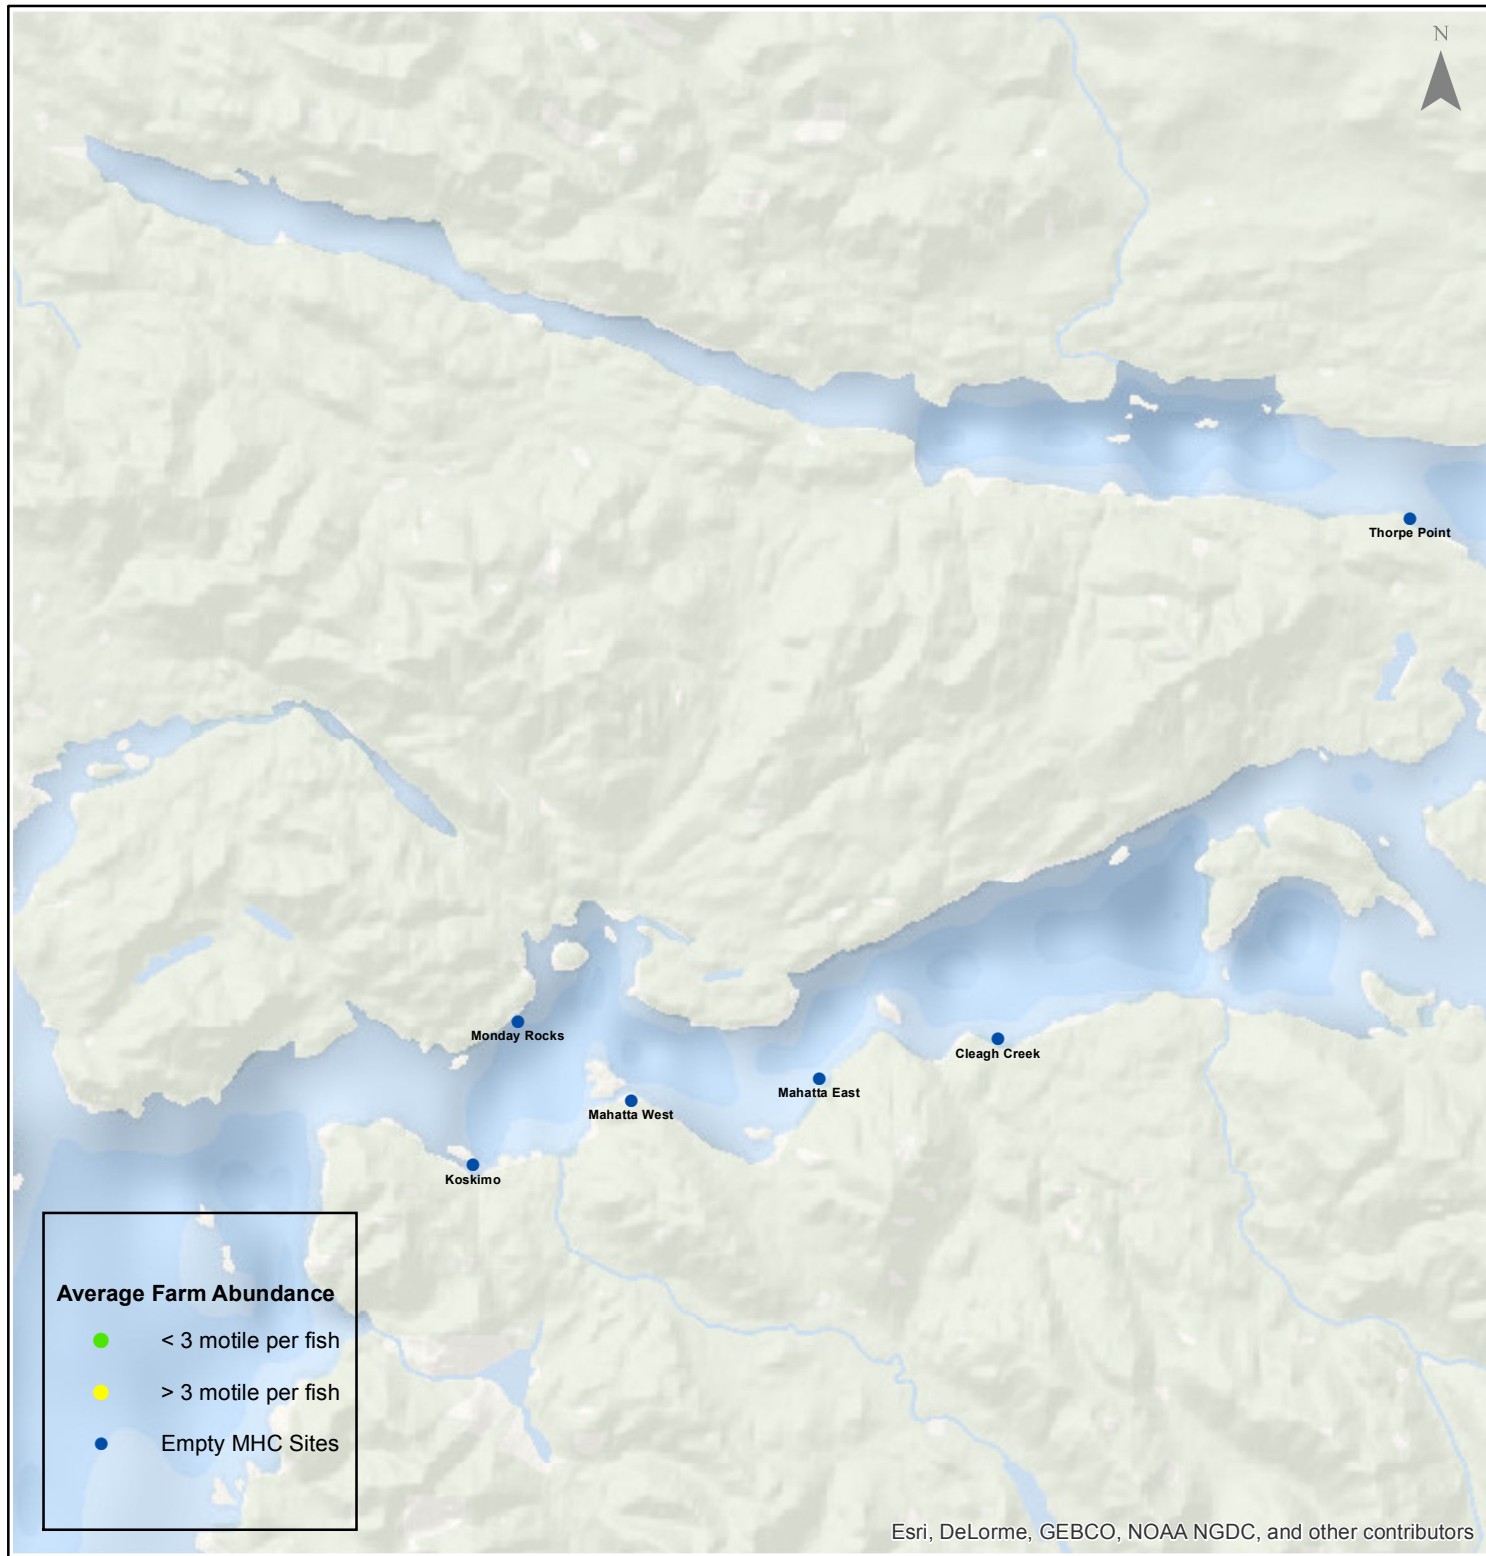 N
Thorpe Point
Monday Rocks
Cleagh Creek
Mahatta East
Mahatta West
Koskimo
Average Farm Abundance
< 3 motile per fish
> 3 motile per fish
Empty MHC Sites
Esri, DeLorme, GEBCO, NOAA NGDC, and other contributors